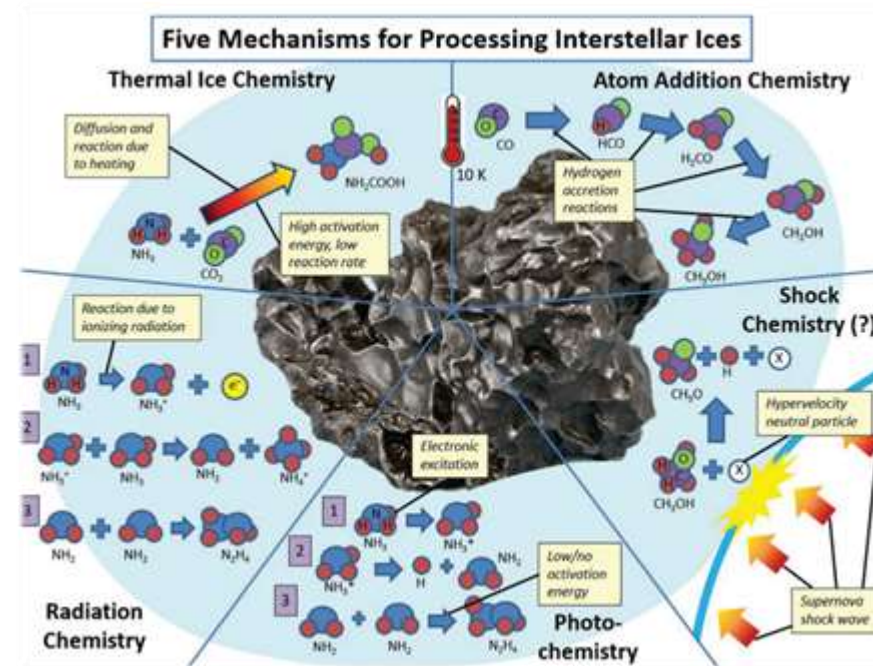 Five Mechanisms for Processing Interstellar Ices
Thermal Ice Chemistry
Diffusion and
reaction due
to heating
NH₂COOH
N
H H
NH₃
C
O
CO₂
High activation
energy, low
reaction rate
Atom Addition Chemistry
10 K
C
O
CO
H
HCO
H₂CO
Hydrogen
accretion
reactions
CH₂OH
CH₃OH
Shock
Chemistry (?)
CH₃O
H
X
Hypervelocity
neutral particle
H
H
O
X
CH₃OH
Supernova
shock wave
Reaction due to
ionizing radiation
1
N
H H
NH₃
NH₃⁺
e⁻
2
NH₃⁺
NH₃
NH₂
NH₄⁺
3
NH₂
NH₂
N₂H₄
Radiation
Chemistry
Electronic
excitation
1
N
H H
NH₃
2
H
NH₂
3
NH₂
NH₂
N₂H₄
Low/no
activation
energy
Photo-
chemistry